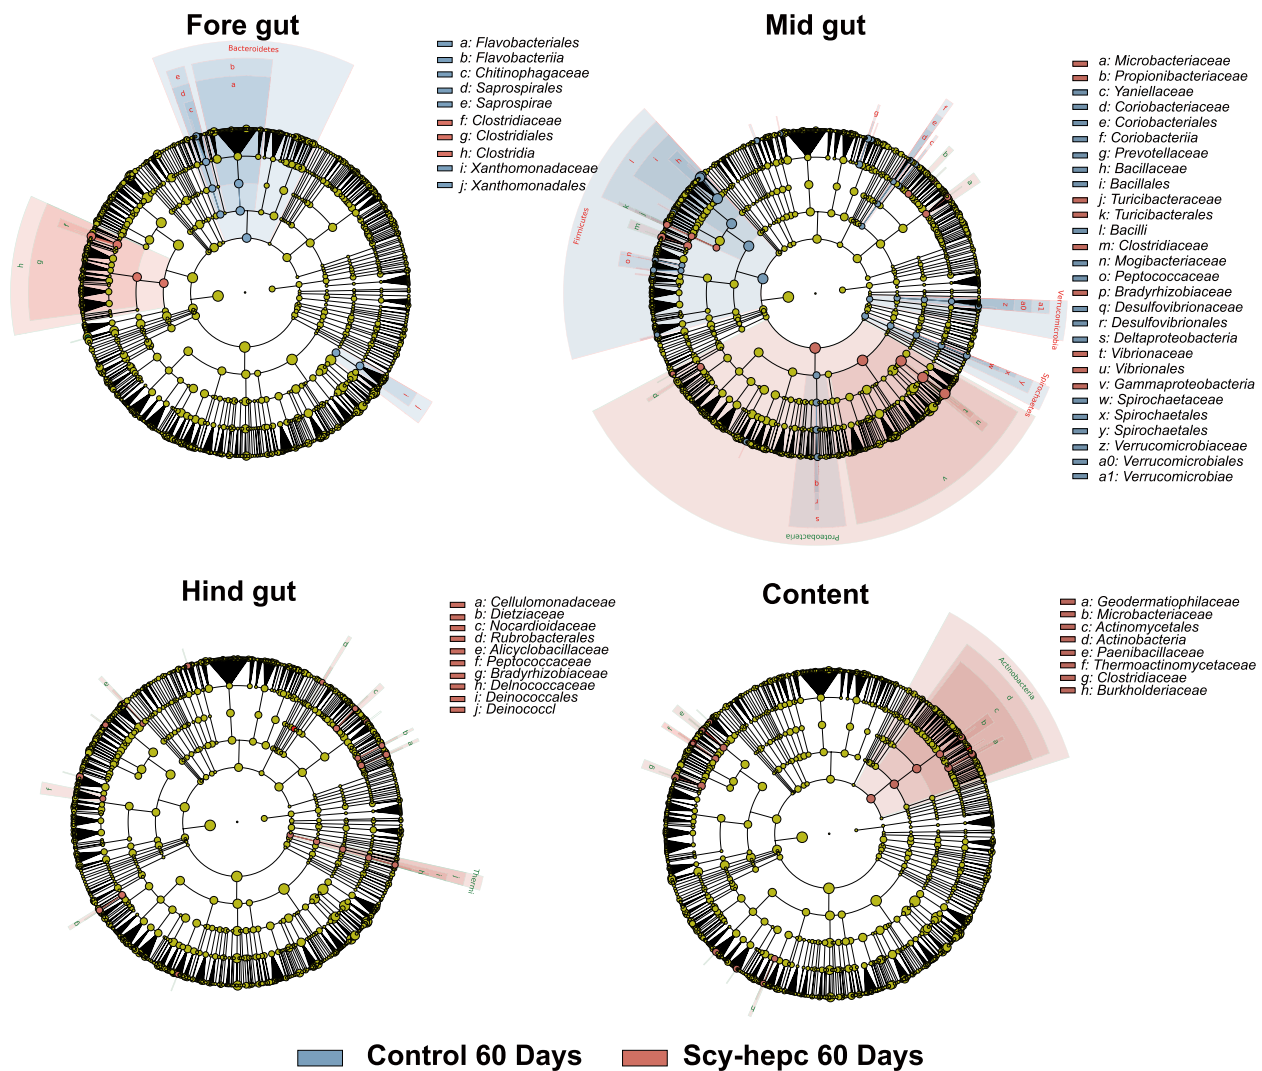 Fore gut
Bacteroidetes
b
a
e
d
c
f
g
h
i
j
a: Flavobacteriales
b: Flavobacteriia
c: Chitinophagaceae
d: Saprospirales
e: Saprospirae
f: Clostridiaceae
g: Clostridiales
h: Clostridia
i: Xanthomonadaceae
j: Xanthomonadales
Mid gut
Firmicutes
Verrucomicrobia
Spirochaetes
Proteobacteria
a: Microbacteriaceae
b: Propionibacteriaceae
c: Yaniellaceae
d: Coriobacteriaceae
e: Coriobacteriales
f: Coriobacteriia
g: Prevotellaceae
h: Bacillaceae
i: Bacillales
j: Turicibacteraceae
k: Turicibacterales
l: Bacilli
m: Clostridiaceae
n: Mogibacteriaceae
o: Peptococcaceae
p: Bradyrhizobiaceae
q: Desulfovibrionaceae
r: Desulfovibrionales
s: Deltaproteobacteria
t: Vibrionaceae
u: Vibrionales
v: Gammaproteobacteria
w: Spirochaetaceae
x: Spirochaetales
y: Spirochaetales
z: Verrucomicrobiaceae
a0: Verrucomicrobiales
a1: Verrucomicrobiae
Hind gut
Thermi
a: Cellulomonadaceae
b: Dietziaceae
c: Nocardioidaceae
d: Rubrobacterales
e: Alicyclobacillaceae
f: Peptococcaceae
g: Bradyrhizobiaceae
h: Delnococcaceae
i: Deinococcales
j: Deinococcl
Content
Actinobacteria
a: Geodermatiophilaceae
b: Microbacteriaceae
c: Actinomycetales
d: Actinobacteria
e: Paenibacillaceae
f: Thermoactinomycetaceae
g: Clostridiaceae
h: Burkholderiaceae
Control 60 Days
Scy-hepc 60 Days